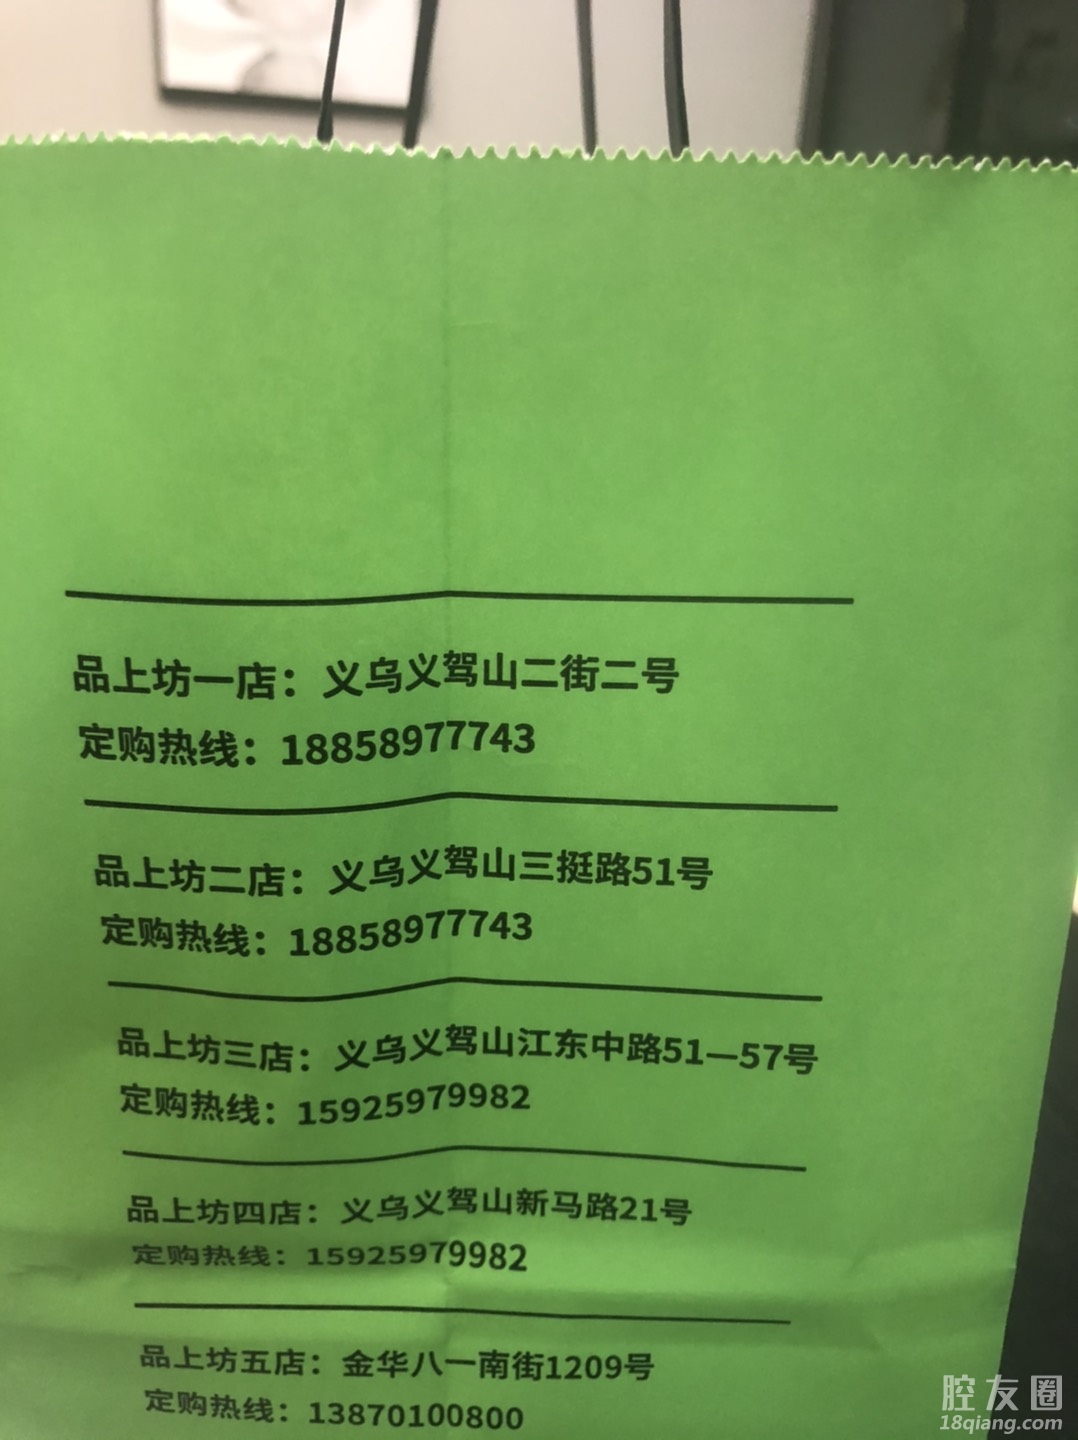 品上坊一店：义乌义驾山二街二号
定购热线：18858977743
品上坊二店：义乌义驾山三挺路51号
定购热线：18858977743
品上坊三店：义乌义驾山江东中路51—57号
定购热线：15925979982
品上坊四店：义乌义驾山新马路21号
定购热线：15925979982
品上坊五店：金华八一南街1209号
定购热线：13870100800
腔友圈
18qiang.com